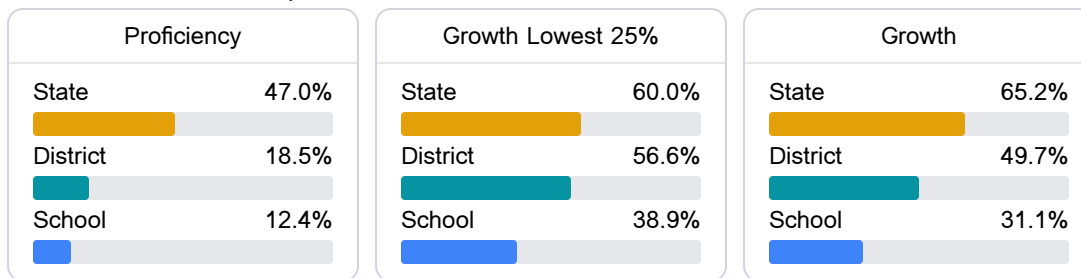 Proficiency
State 47.0%
District 18.5%
School 12.4%
Growth Lowest 25%
State 60.0%
District 56.6%
School 38.9%
Growth
State 65.2%
District 49.7%
School 31.1%